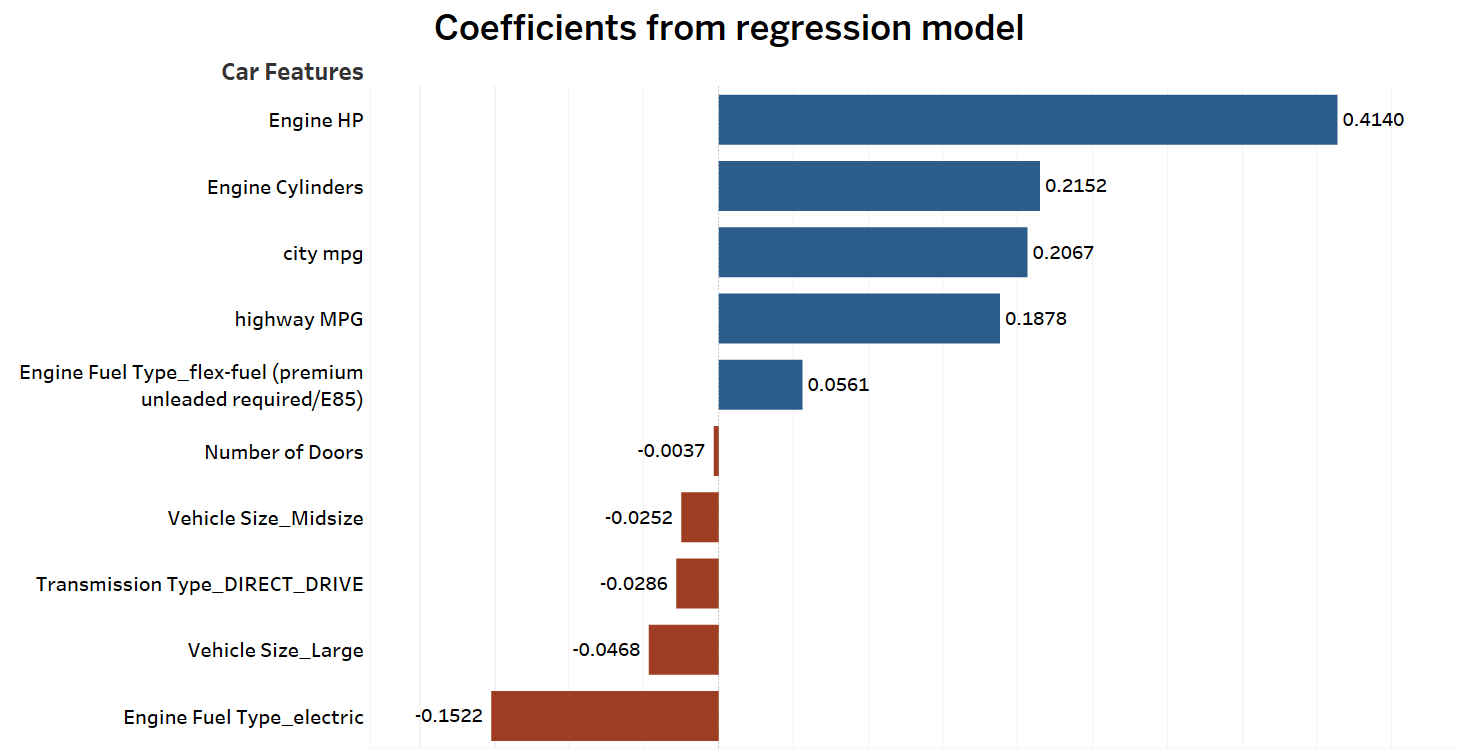 Coefficients from regression model
Car Features
Engine HP
0.4140
Engine Cylinders
0.2152
city mpg
0.2067
highway MPG
0.1878
Engine Fuel Type_flex-fuel (premium
unleaded required/E85)
0.0561
Number of Doors
-0.0037
Vehicle Size_Midsize
-0.0252
Transmission Type_DIRECT_DRIVE
-0.0286
Vehicle Size_Large
-0.0468
Engine Fuel Type_electric
-0.1522